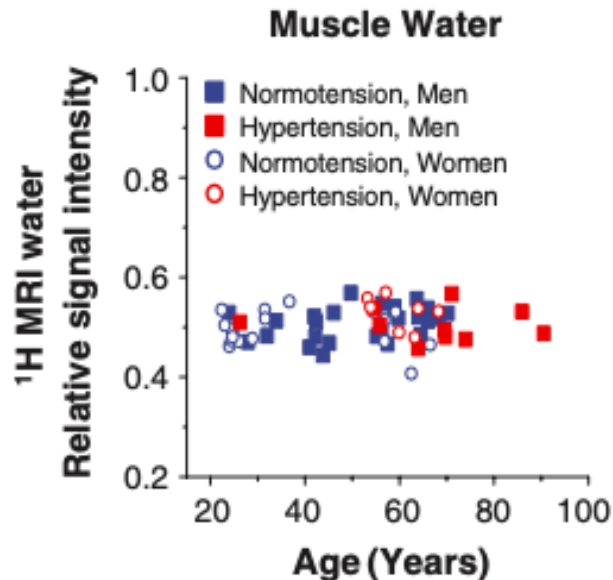 Muscle Water
¹H MRI water
Relative signal intensity
1.0
0.8
0.6
0.4
0.2
Normotension, Men
Hypertension, Men
Normotension, Women
Hypertension, Women
20 40 60 80 100
Age (Years)